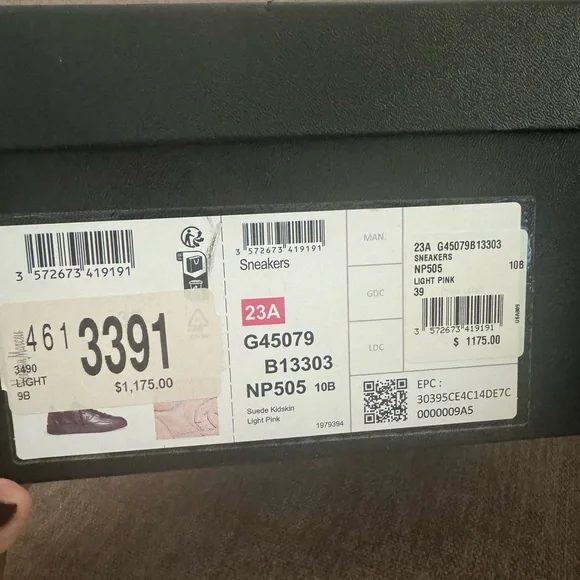 3 572673 419191
Neiman Marcus
461 3391
3490
LIGHT
9B
$1,175.00
3 572673 419191
Sneakers
23A
G45079
B13303
NP505 10B
Suede Kidskin
Light Pink
1979394
MAN.
GDC
LDC
23A G45079B13303
SNEAKERS
NP505 10B
LIGHT PINK
39
3 572673 419191
$ 1175.00
EPC :
30395CE4C14DE7C
0000009A5